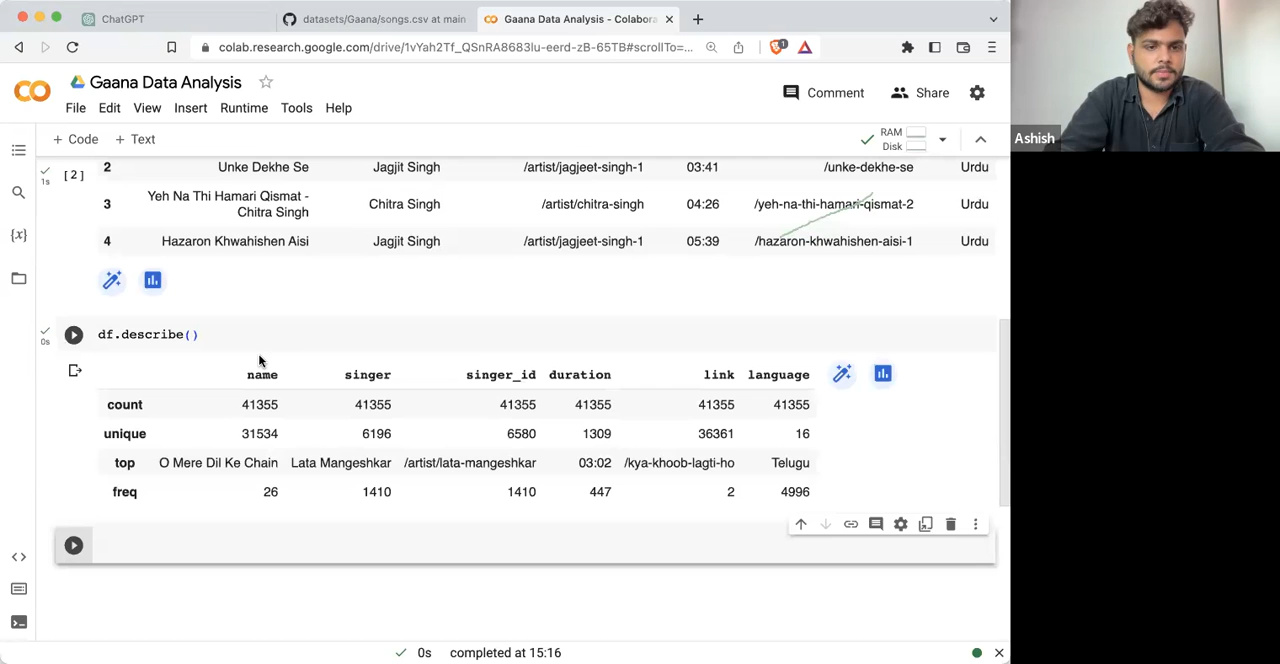 ChatGPT
datasets/Gaana/songs.csv at main
Gaana Data Analysis - Colabora
colab.research.google.com/drive/1vYah2Tf_QSnRA8683lu-eerd-zB-65TB#scrollTo=...
1
Gaana Data Analysis
Comment
Share
File Edit View Insert Runtime Tools Help
+ Code + Text
RAM
Disk
1s
[2]
2 Unke Dekhe Se Jagjit Singh /artist/jagjeet-singh-1 03:41 /unke-dekhe-se Urdu
3 Yeh Na Thi Hamari Qismat - Chitra Singh Chitra Singh /artist/chitra-singh 04:26 /yeh-na-thi-hamari-qismat-2 Urdu
4 Hazaron Khwahishen Aisi Jagjit Singh /artist/jagjeet-singh-1 05:39 /hazaron-khwahishen-aisi-1 Urdu
0s
df.describe()
name singer singer_id duration link language
count 41355 41355 41355 41355 41355 41355
unique 31534 6196 6580 1309 36361 16
top O Mere Dil Ke Chain Lata Mangeshkar /artist/lata-mangeshkar 03:02 /kya-khoob-lagti-ho Telugu
freq 26 1410 1410 447 2 4996
0s completed at 15:16
Ashish